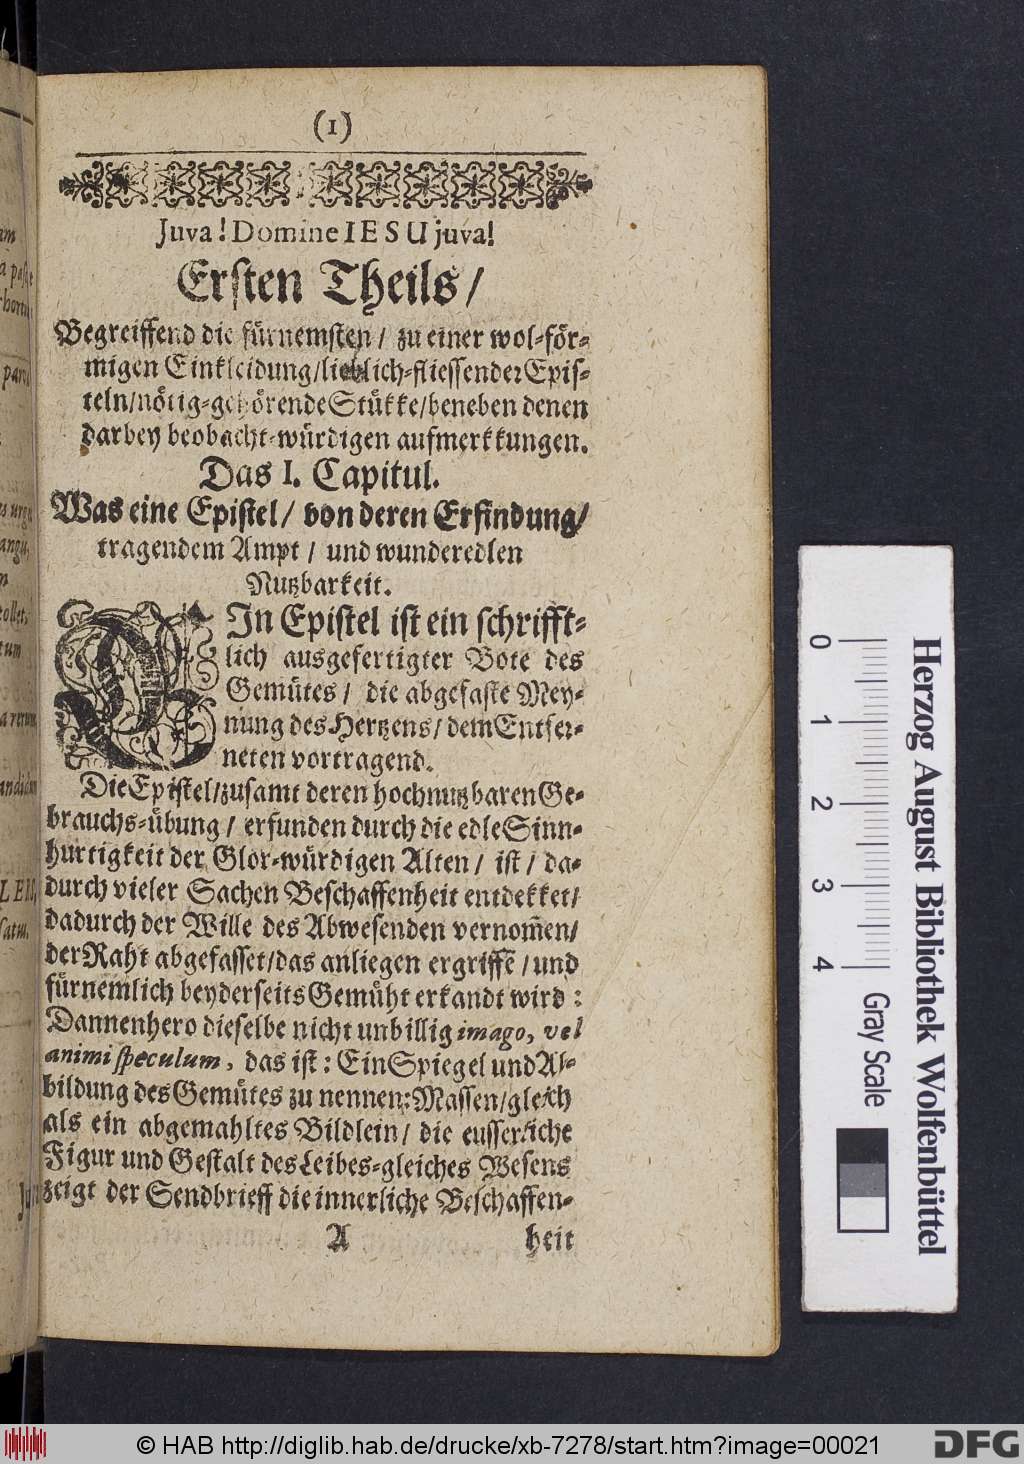 (1)
Juva! Domine IESU juva!
Ersten Theils/
Begreiffend die fürnemsten/ zu einer wol-för-
migen Einkleidung/lieblich-fliessender Epis-
teln/nötig-gehörende Stükke/beneben denen
darbey beobacht-würdigen aufmerkkungen.
Das I. Capitul.
Was eine Epistel/ von deren Erfindung/
tragendem Ampt/ und wunderedlen
Nutzbarkeit.
EIn Epistel ist ein schrifft-
lich ausgefertigter Bote des
Gemütes/ die abgefaste Mey-
nung des Hertzens/ dem Entfer-
neten vortragend.
Die Epistel/zusamt deren hochnutzbaren Ge-
brauchs-übung/ erfunden durch die edle Sinn-
hurtigkeit der Glor-würdigen Alten/ ist/ da-
durch vieler Sachen Beschaffenheit entdekket/
dadurch der Wille des Abwesenden vernom̄en/
der Raht abgefasset/das anliegen ergriffē/und
fürnemlich beyderseits Gemüht erkandt wird:
Dannenhero dieselbe nicht unbillig imago, vel
animi speculum, das ist: Ein Spiegel und Al-
bildung des Gemütes zu nennen: Massen/gleich
als ein abgemahltes Bildlein/ die eusserliche
Figur und Gestalt des Leibes-gleiches Wesens
zeigt der Sendbrieff die innerliche Beschaffen-
A heit
0 1 2 3 4
Gray Scale
Herzog August Bibliothek Wolfenbüttel
© HAB http://diglib.hab.de/drucke/xb-7278/start.htm?image=00021
DFG